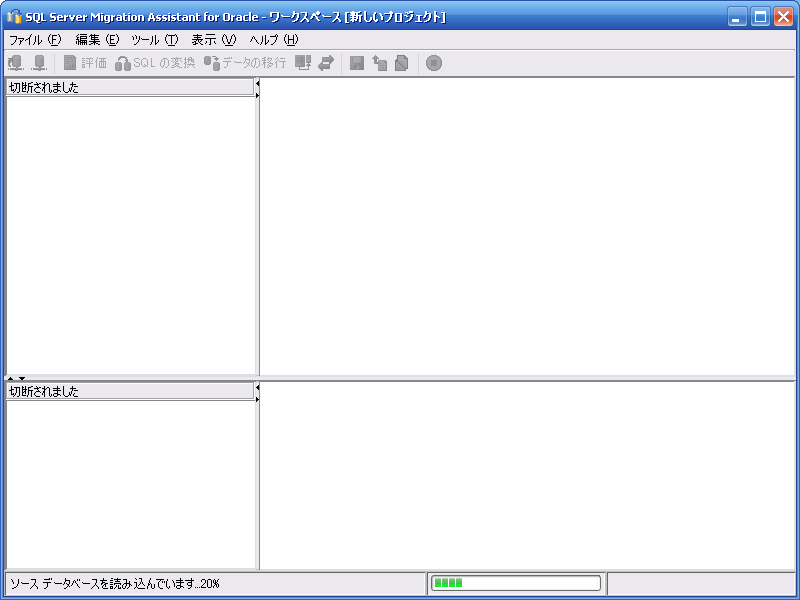 SQL Server Migration Assistant for Oracle - ワークスペース [新しいプロジェクト]
ファイル (F) 編集 (E) ツール (T) 表示 (V) ヘルプ (H)
評価 SQL の変換 データの移行
切断されました
切断されました
ソース データベースを読み込んでいます...20%